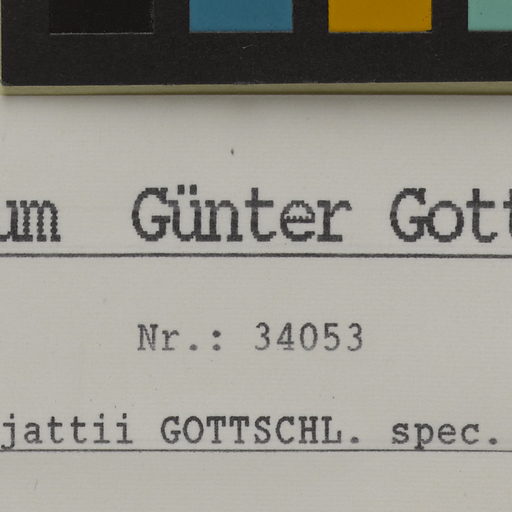 um Günter Gott
Nr.: 34053
jattii GOTTSCHL. spec.